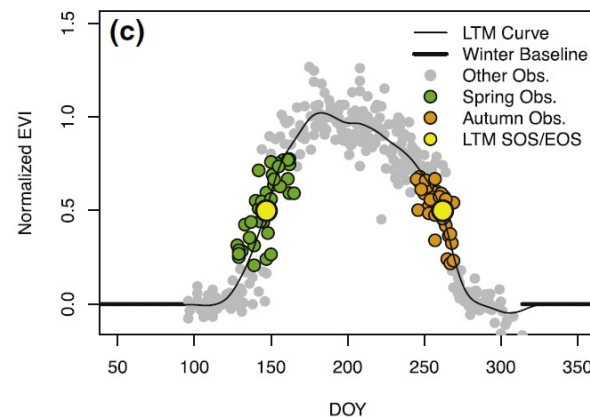 (c)
LTM Curve
Winter Baseline
Other Obs.
Spring Obs.
Autumn Obs.
LTM SOS/EOS
Normalized EVI
1.5
1.0
0.5
0.0
50 100 150 200 250 300 350
DOY